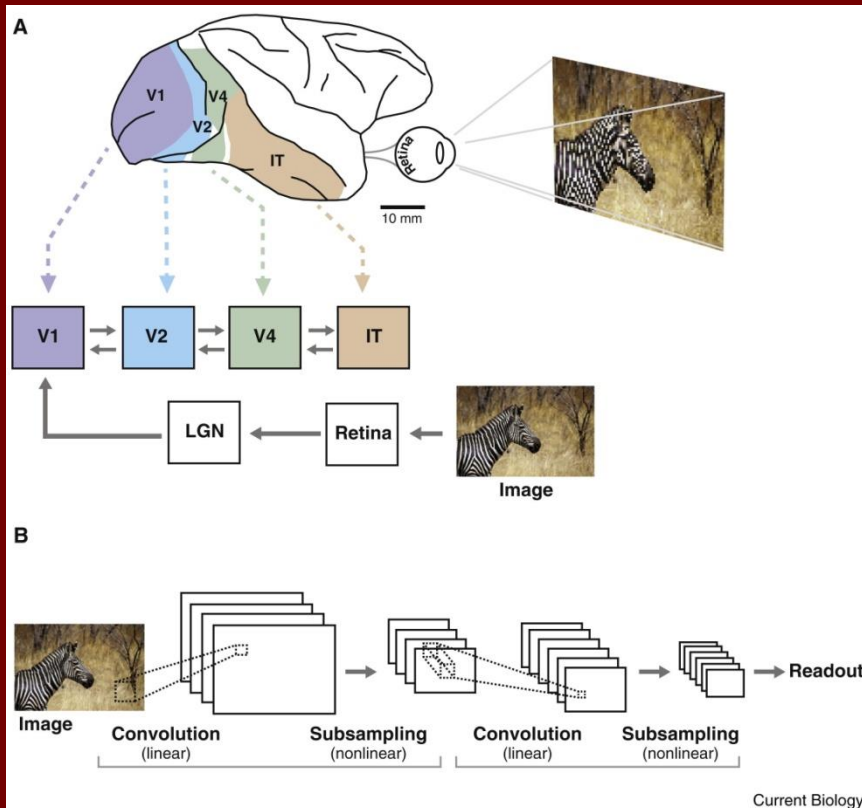 A
V1
V2
V4
IT
Retina
10 mm
V1
V2
V4
IT
LGN
Retina
Image
B
Image
Readout
Convolution
(linear)
Subsampling
(nonlinear)
Convolution
(linear)
Subsampling
(nonlinear)
Current Biology